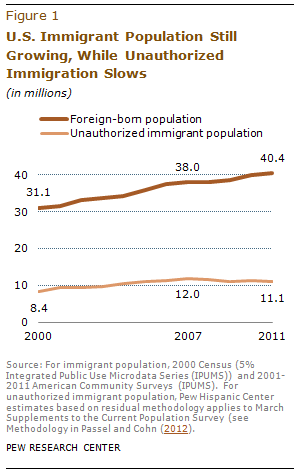 Figure 1
U.S. Immigrant Population Still
Growing, While Unauthorized
Immigration Slows
(in millions)
Foreign-born population
Unauthorized immigrant population
40.4
38.0
40
31.1
30
20
10
12.0
11.1
8.4
0
2000 2007 2011
Source: For immigrant population, 2000 Census (5%
Integrated Public Use Microdata Series (IPUMS)) and 2001-
2011 American Community Surveys (IPUMS). For
unauthorized immigrant population, Pew Hispanic Center
estimates based on residual methodology applies to March
Supplements to the Current Population Survey (see
Methodology in Passel and Cohn (2012).
PEW RESEARCH CENTER